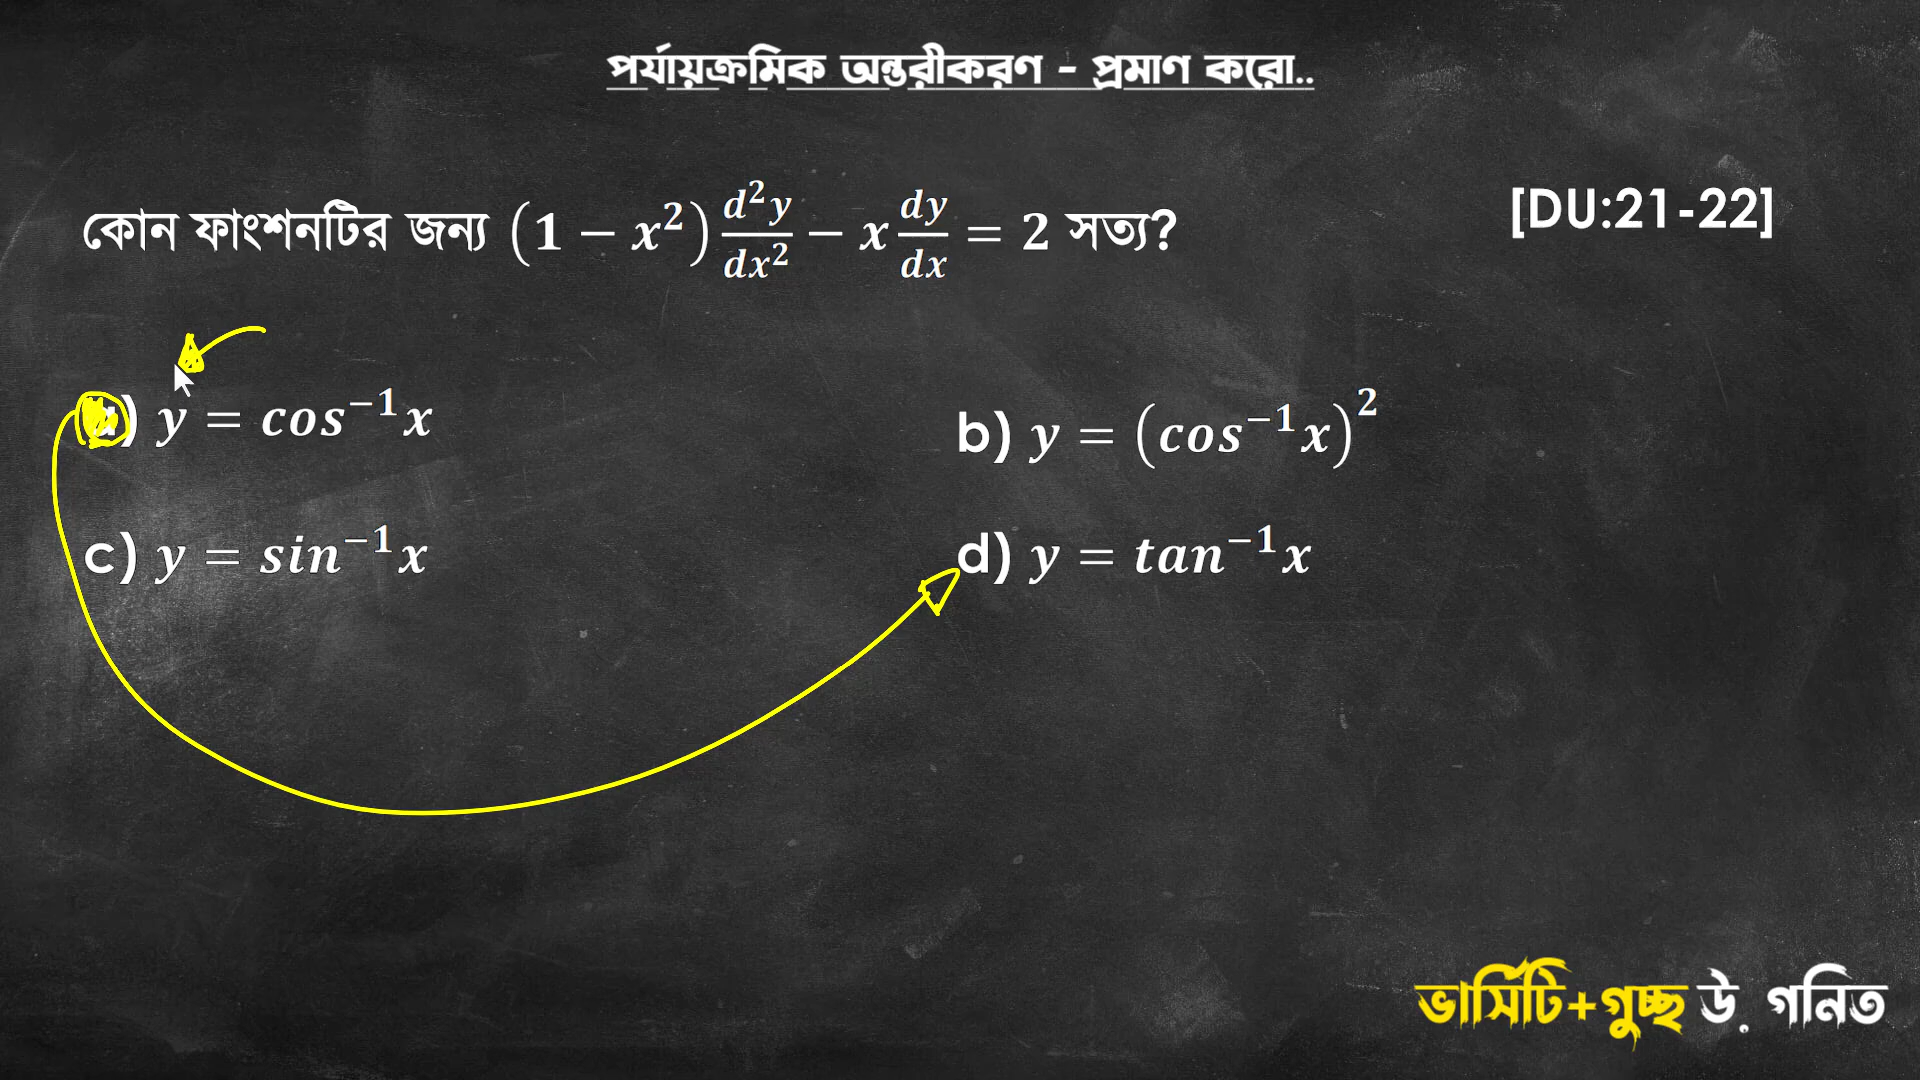 পর্যায়ক্রমিক অন্তরীকরণ - প্রমাণ করো..
কোন ফাংশনটির জন্য (1 − x²) d²y/dx² − x dy/dx = 2 সত্য?
[DU:21-22]
a) y = cos⁻¹x
b) y = (cos⁻¹x)²
c) y = sin⁻¹x
d) y = tan⁻¹x
ভার্সিটি+গুচ্ছ উ. গনিত